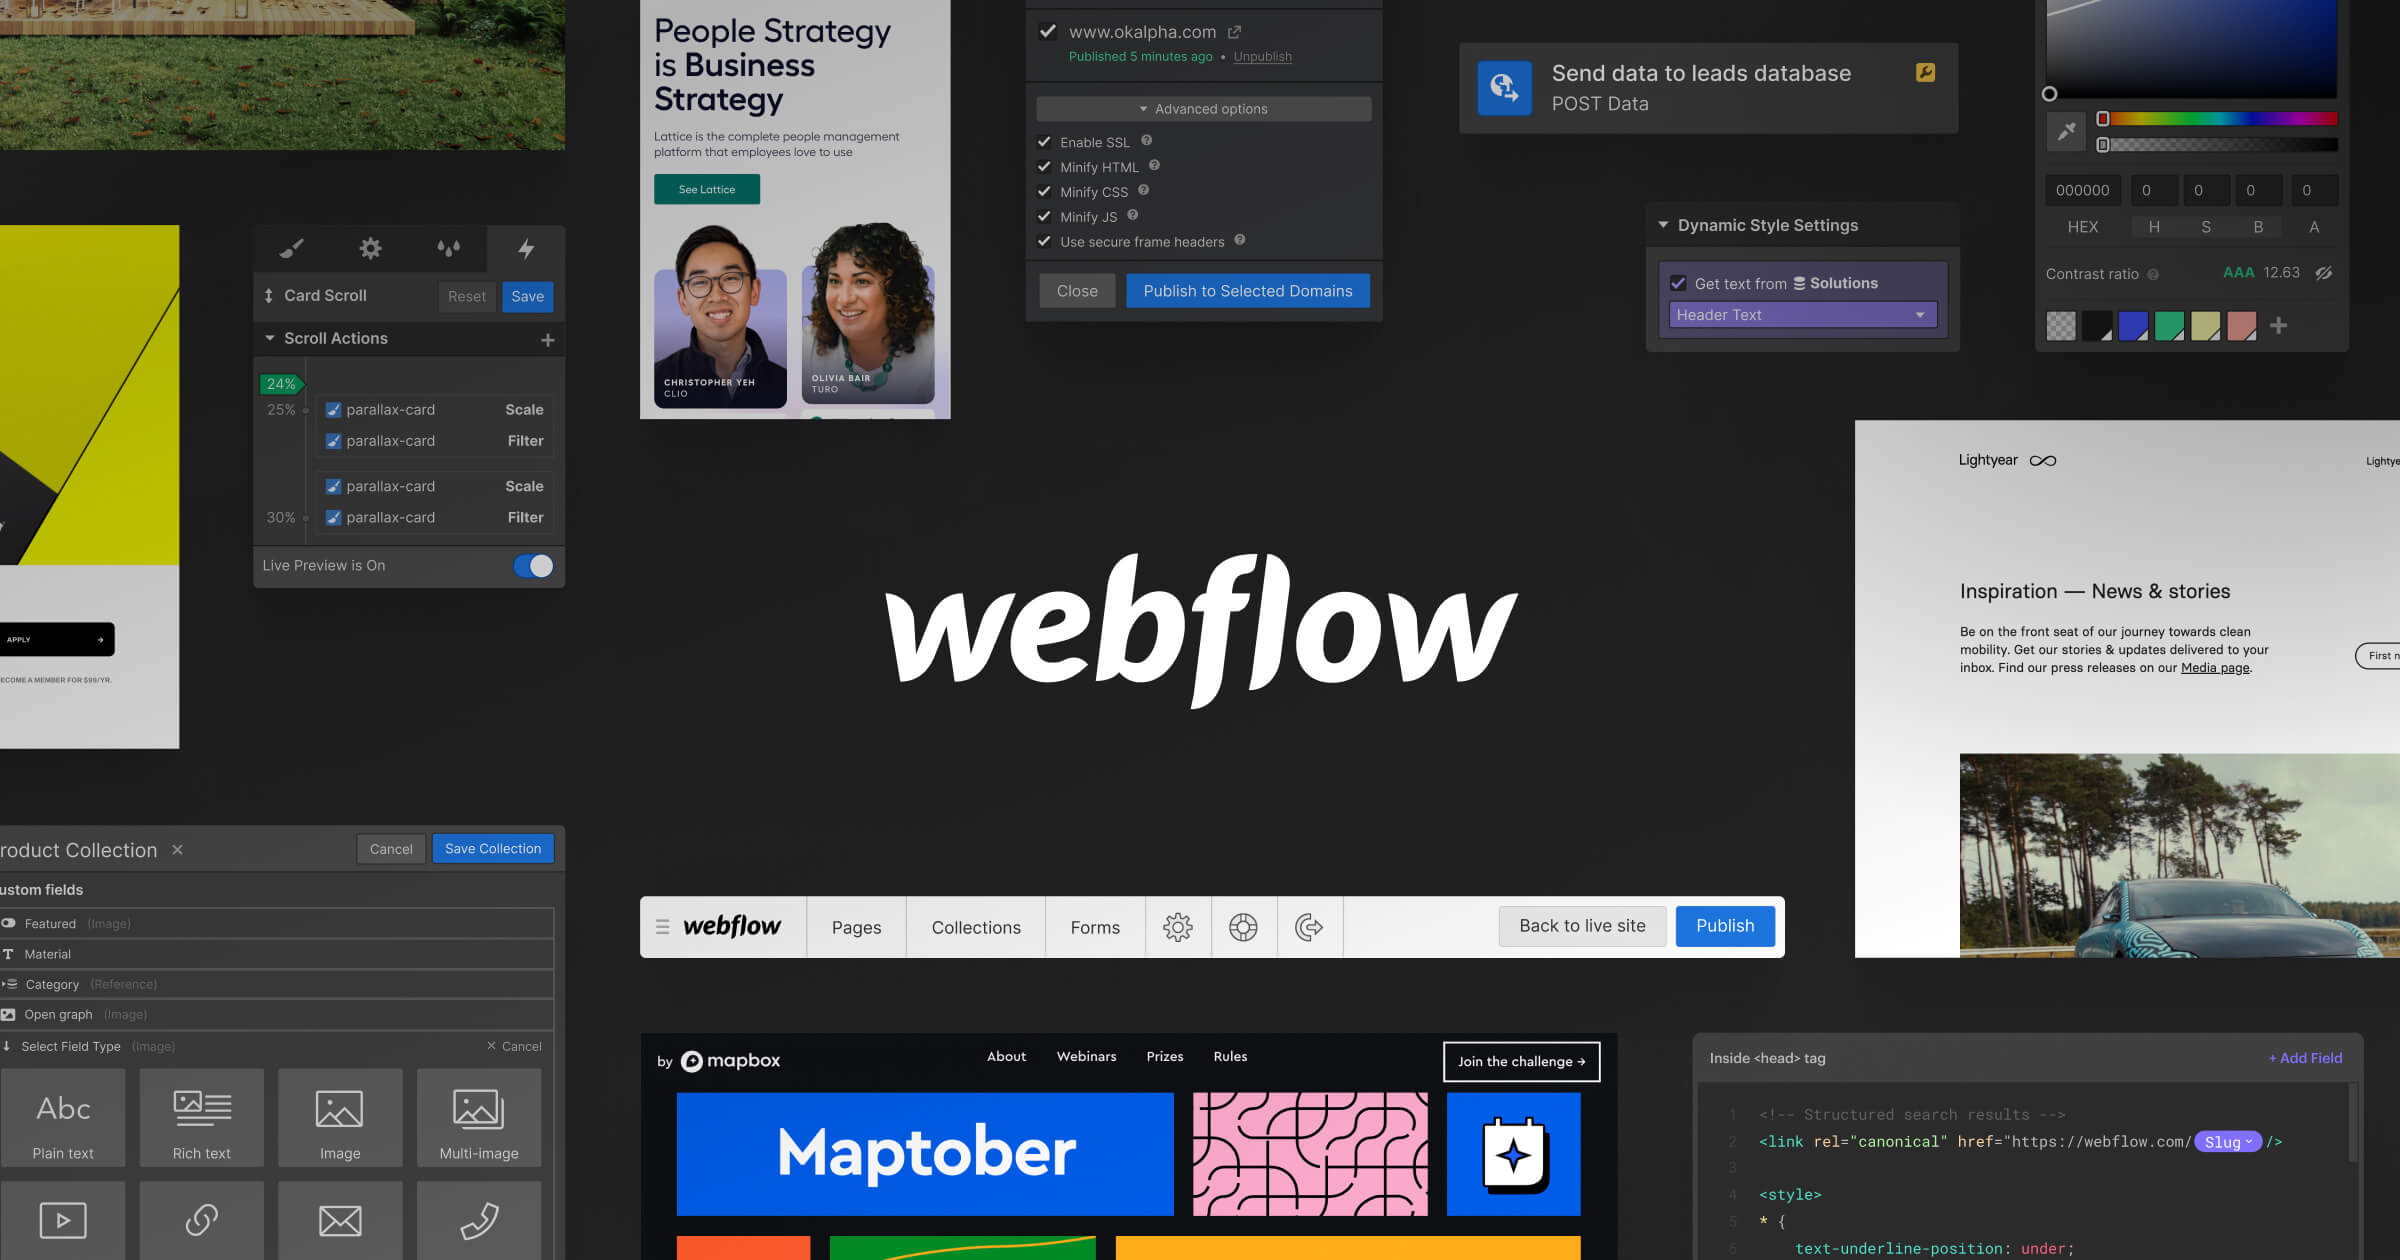 People Strategy
is Business
Strategy
Lattice is the complete people management
platform that employees love to use
See Lattice
CHRISTOPHER YEH
CLIO
OLIVIA BAIR
TURO
www.okalpha.com
Published 5 minutes ago • Unpublish
Advanced options
Enable SSL
Minify HTML
Minify CSS
Minify JS
Use secure frame headers
Close
Publish to Selected Domains
Send data to leads database
POST Data
Dynamic Style Settings
Get text from Solutions
Header Text
000000 0 0 0 0
HEX H S B A
Contrast ratio AAA 12.63
Card Scroll Reset Save
Scroll Actions
24%
25% parallax-card Scale
parallax-card Filter
parallax-card Scale
30% parallax-card Filter
Live Preview is On
APPLY →
ECOME A MEMBER FOR $99/YR.
webflow
Lightyear
Lightye
Inspiration — News & stories
Be on the front seat of our journey towards clean
mobility. Get our stories & updates delivered to your
inbox. Find our press releases on our Media page.
First n
roduct Collection × Cancel Save Collection
ustom fields
Featured (Image)
Material
Category (Reference)
Open graph (Image)
Select Field Type (Image) × Cancel
Abc
Plain text Rich text Image Multi-image
webflow Pages Collections Forms Back to live site Publish
by mapbox About Webinars Prizes Rules Join the challenge →
Maptober
Inside <head> tag + Add Field
1 <!-- Structured search results -->
2 <link rel="canonical" href="https://webflow.com/ Slug />
3
4 <style>
5 * {
6 text-underline-position: under;